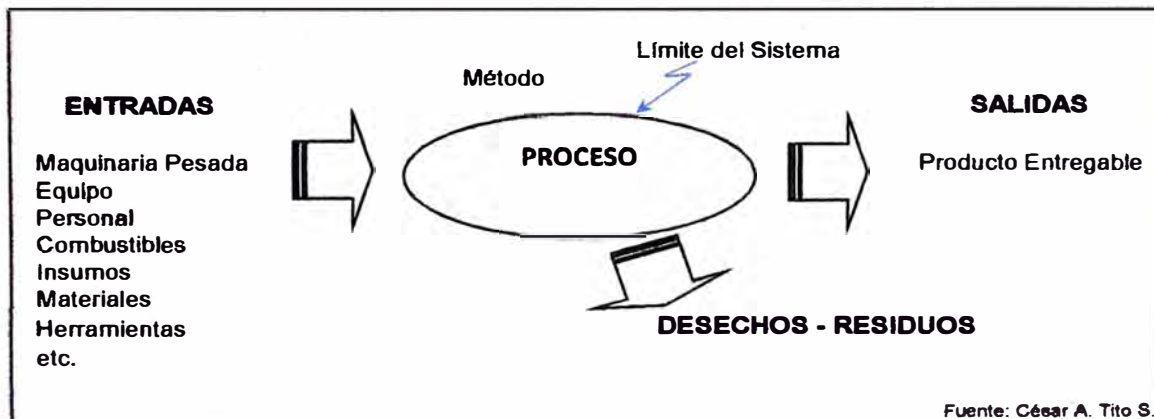 Límite del Sistema
Método
ENTRADAS
Maquinaria Pesada
Equipo
Personal
Combustibles
Insumos
Materiales
Herramientas
etc.
PROCESO
SALIDAS
Producto Entregable
DESECHOS - RESIDUOS
Fuente: César A. Tito S.